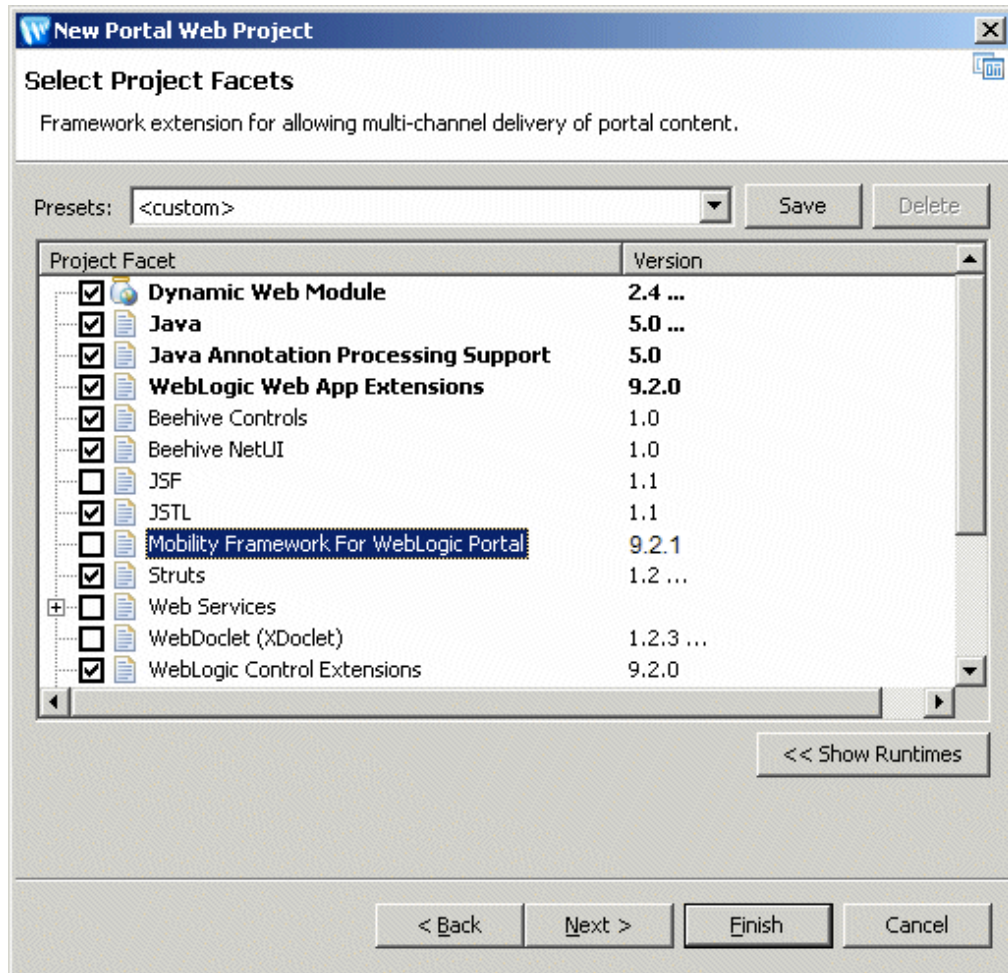 New Portal Web Project
Select Project Facets
Framework extension for allowing multi-channel delivery of portal content.
Presets: <custom> Save Delete
Project Facet Version
Dynamic Web Module 2.4 ...
Java 5.0 ...
Java Annotation Processing Support 5.0
WebLogic Web App Extensions 9.2.0
Beehive Controls 1.0
Beehive NetUI 1.0
JSF 1.1
JSTL 1.1
Mobility Framework For WebLogic Portal 9.2.1
Struts 1.2 ...
Web Services
WebDoclet (XDoclet) 1.2.3 ...
WebLogic Control Extensions 9.2.0
<< Show Runtimes
< Back Next > Finish Cancel